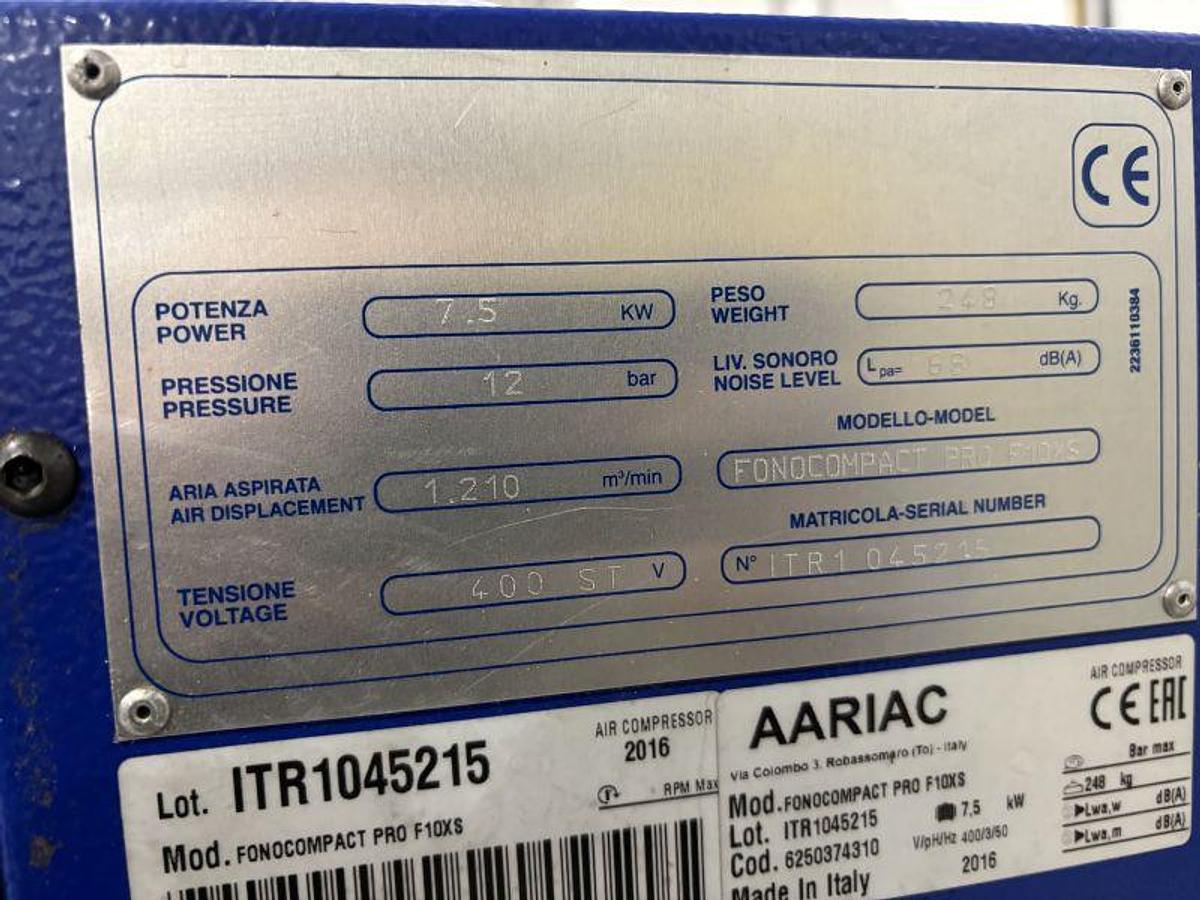 CE
POTENZA
POWER
7.5 KW
PRESSIONE
PRESSURE
12 bar
ARIA ASPIRATA
AIR DISPLACEMENT
1.210 m³/min
TENSIONE
VOLTAGE
400 ST V
PESO
WEIGHT
248 Kg.
LIV. SONORO
NOISE LEVEL
Lpa= dB(A)
MODELLO-MODEL
FONOCOMPACT PRO F10XS
MATRICOLA-SERIAL NUMBER
N° ITR1 045215
2236110384
Lot. ITR1045215
AIR COMPRESSOR
2016
RPM Max
Mod. FONOCOMPACT PRO F10XS
AARIAC
Via Colombo 3. Robassomero (To) - Italy
Mod. FONOCOMPACT PRO F10XS
Lot. ITR1045215
7,5 kW
Cod. 6250374310
V/pH/Hz 400/3/50
Made In Italy
2016
AIR COMPRESSOR
CE EAC
Bar max
248 kg
Lwa,w dB(A)
Lwa,m dB(A)